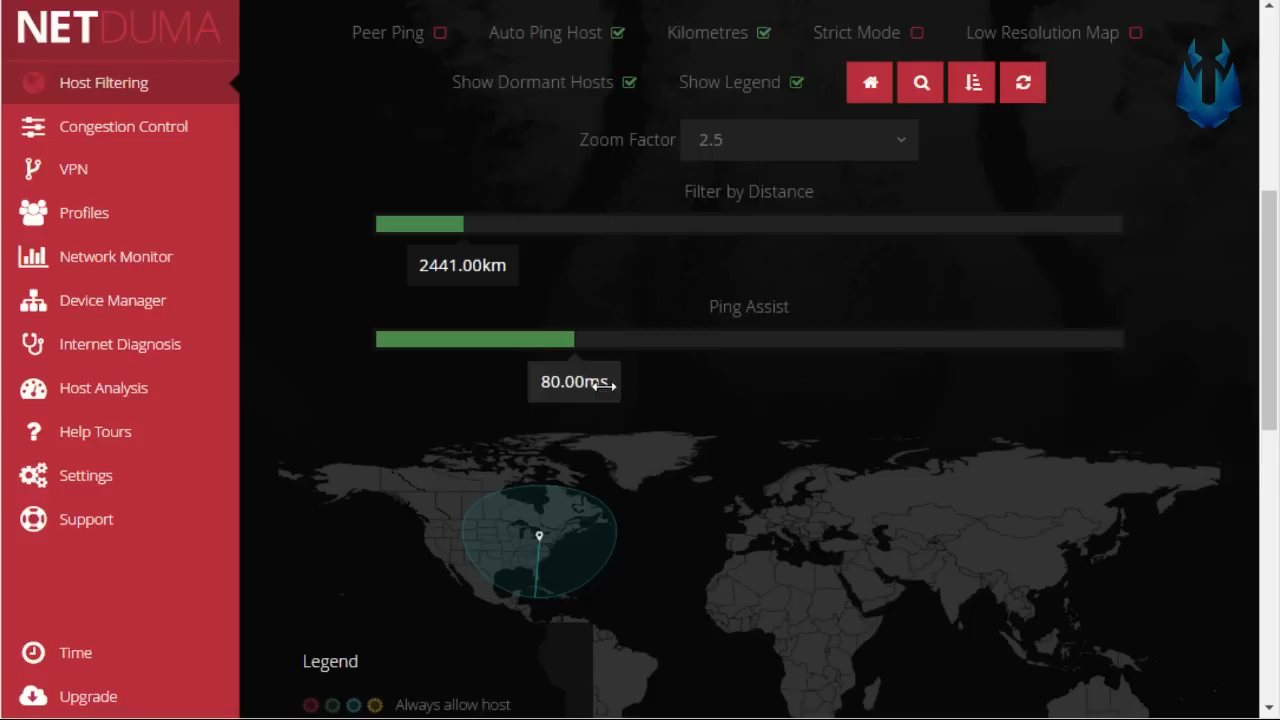 NETDUMA
Host Filtering
Congestion Control
VPN
Profiles
Network Monitor
Device Manager
Internet Diagnosis
Host Analysis
Help Tours
Settings
Support
Time
Upgrade
Peer Ping Auto Ping Host Kilometres Strict Mode Low Resolution Map
Show Dormant Hosts Show Legend
Zoom Factor 2.5
Filter by Distance
2441.00km
Ping Assist
80.00ms
Legend
Always allow host